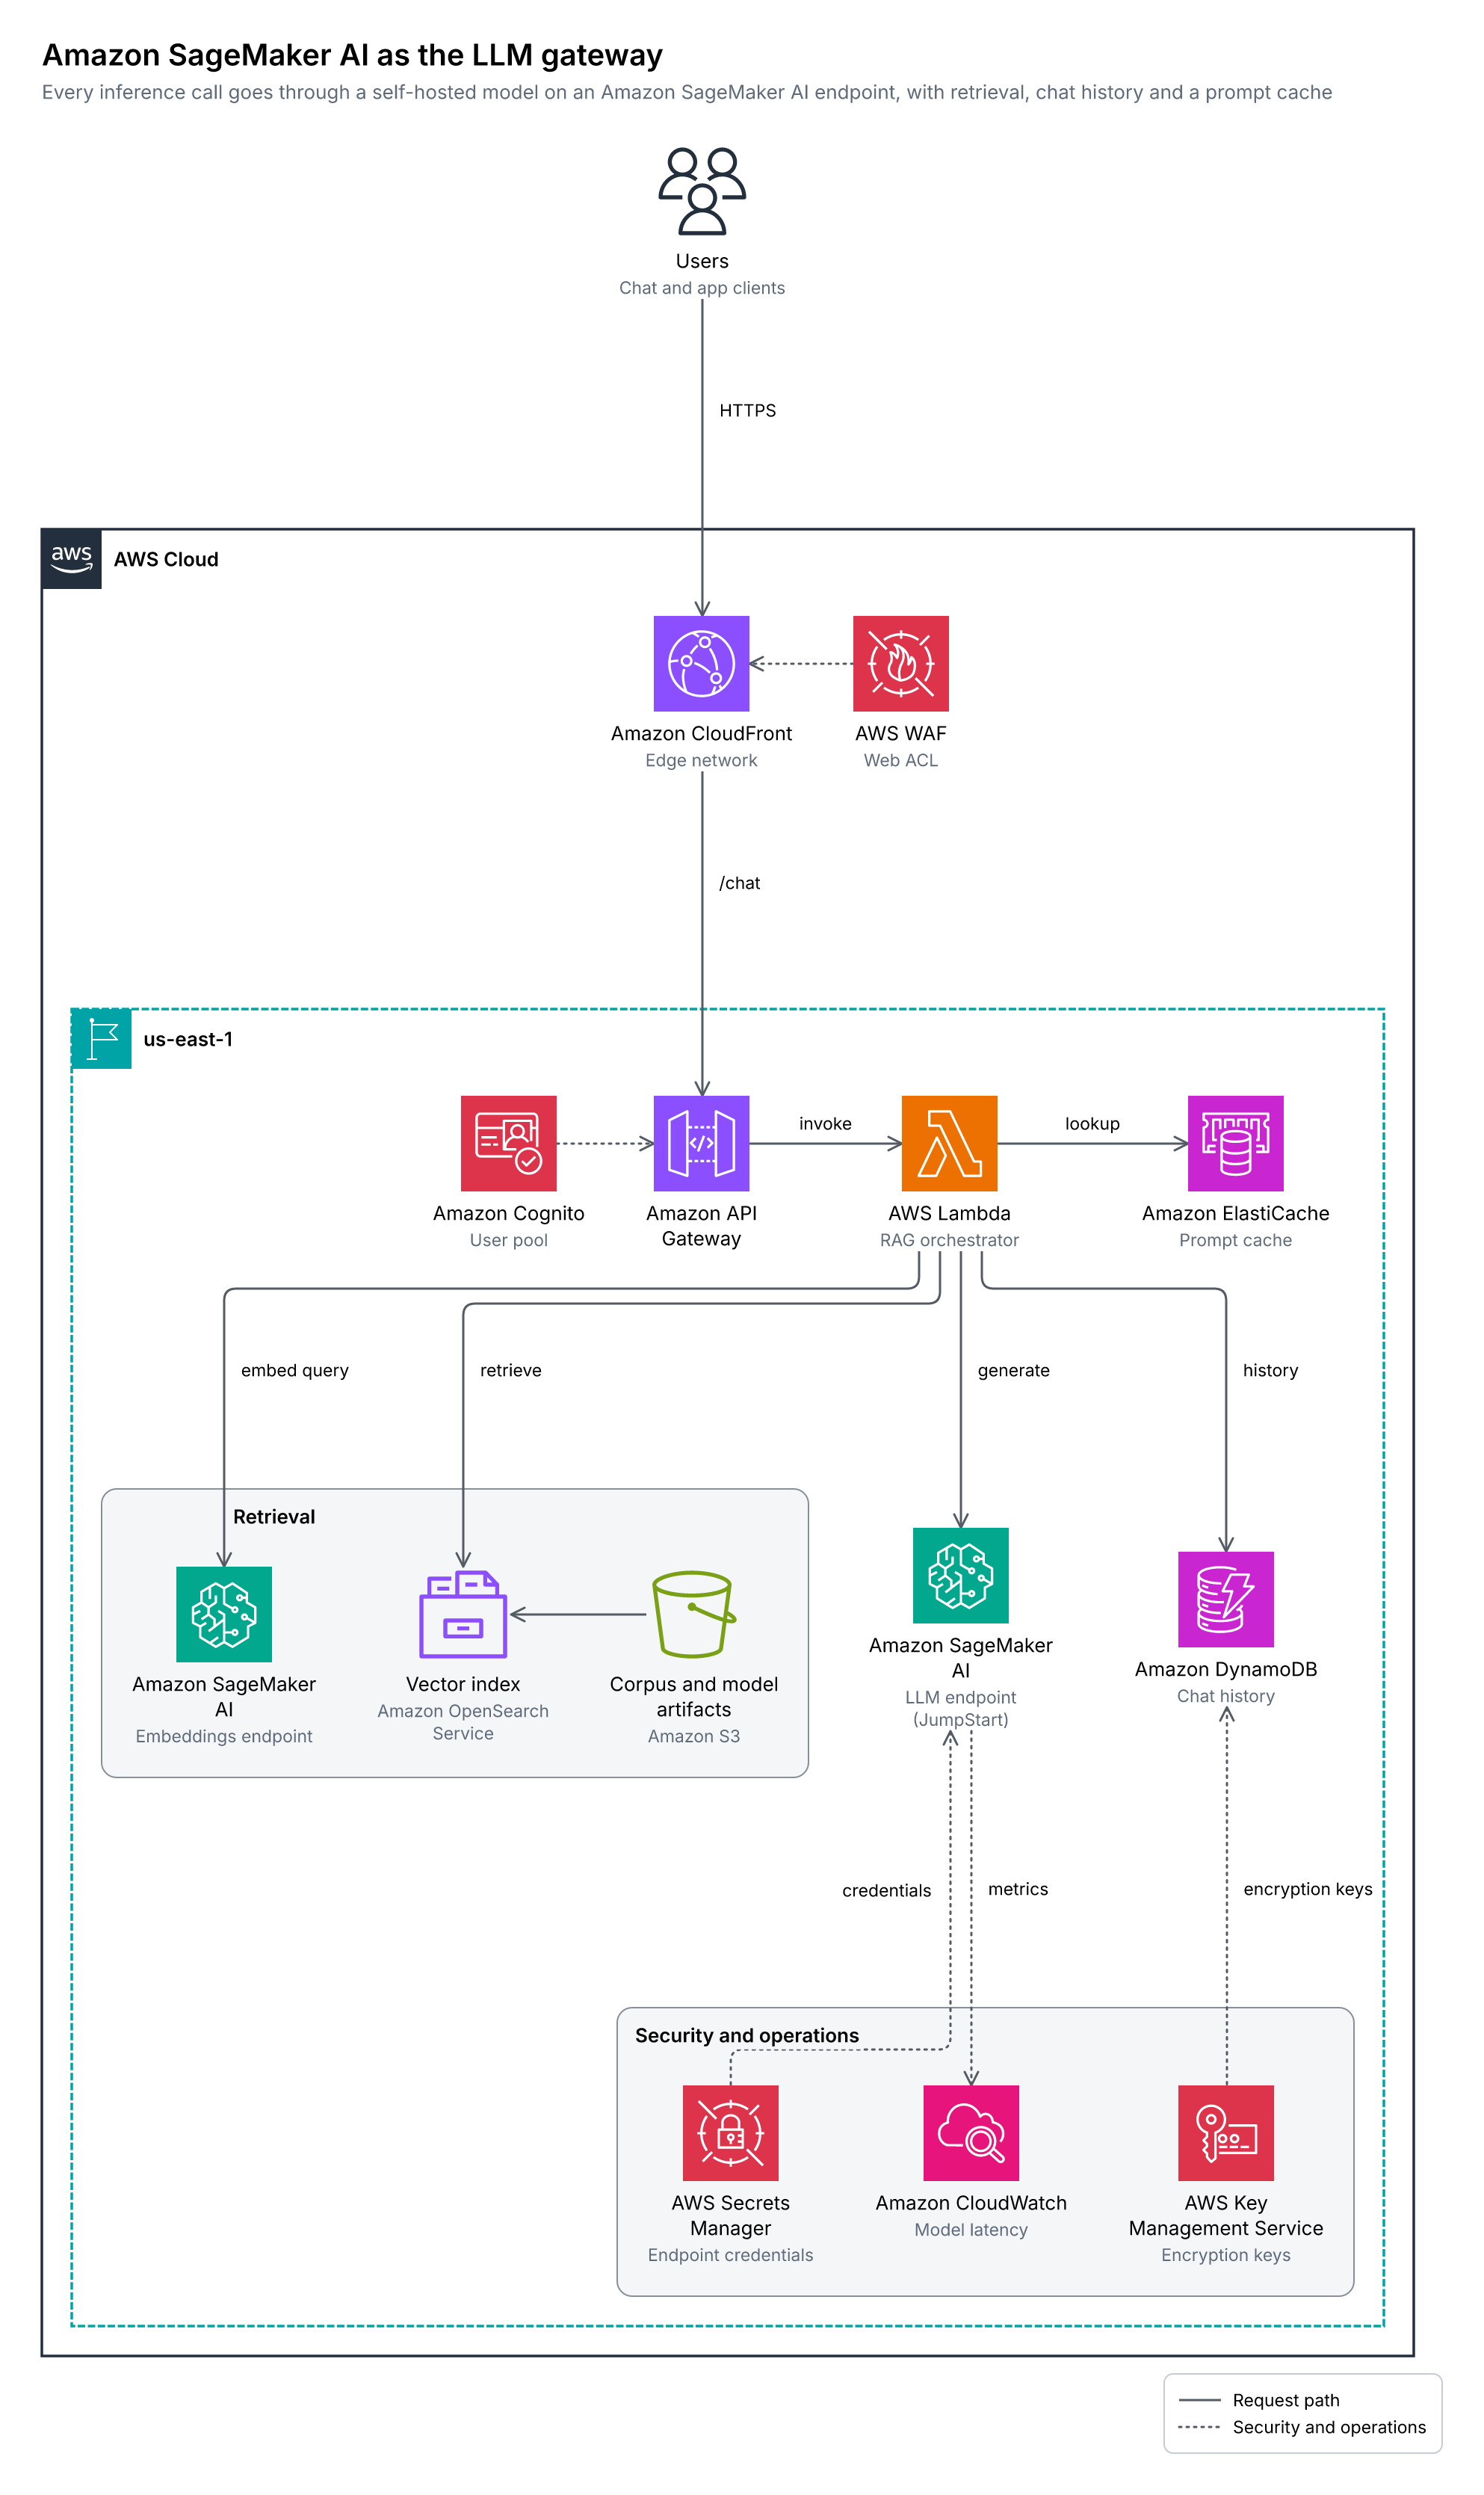 Amazon SageMaker AI as the LLM gateway
Every inference call goes through a self-hosted model on an Amazon SageMaker AI endpoint, with retrieval, chat history and a prompt cache
Users
Chat and app clients
HTTPS
aws
AWS Cloud
Amazon CloudFront
Edge network
AWS WAF
Web ACL
/chat
us-east-1
invoke
lookup
Amazon Cognito
User pool
Amazon API
Gateway
AWS Lambda
RAG orchestrator
Amazon ElastiCache
Prompt cache
embed query
retrieve
generate
history
Retrieval
Amazon SageMaker
AI
Embeddings endpoint
Vector index
Amazon OpenSearch
Service
Corpus and model
artifacts
Amazon S3
Amazon SageMaker
AI
LLM endpoint
(JumpStart)
Amazon DynamoDB
Chat history
credentials
metrics
encryption keys
Security and operations
AWS Secrets
Manager
Endpoint credentials
Amazon CloudWatch
Model latency
AWS Key
Management Service
Encryption keys
Request path
Security and operations